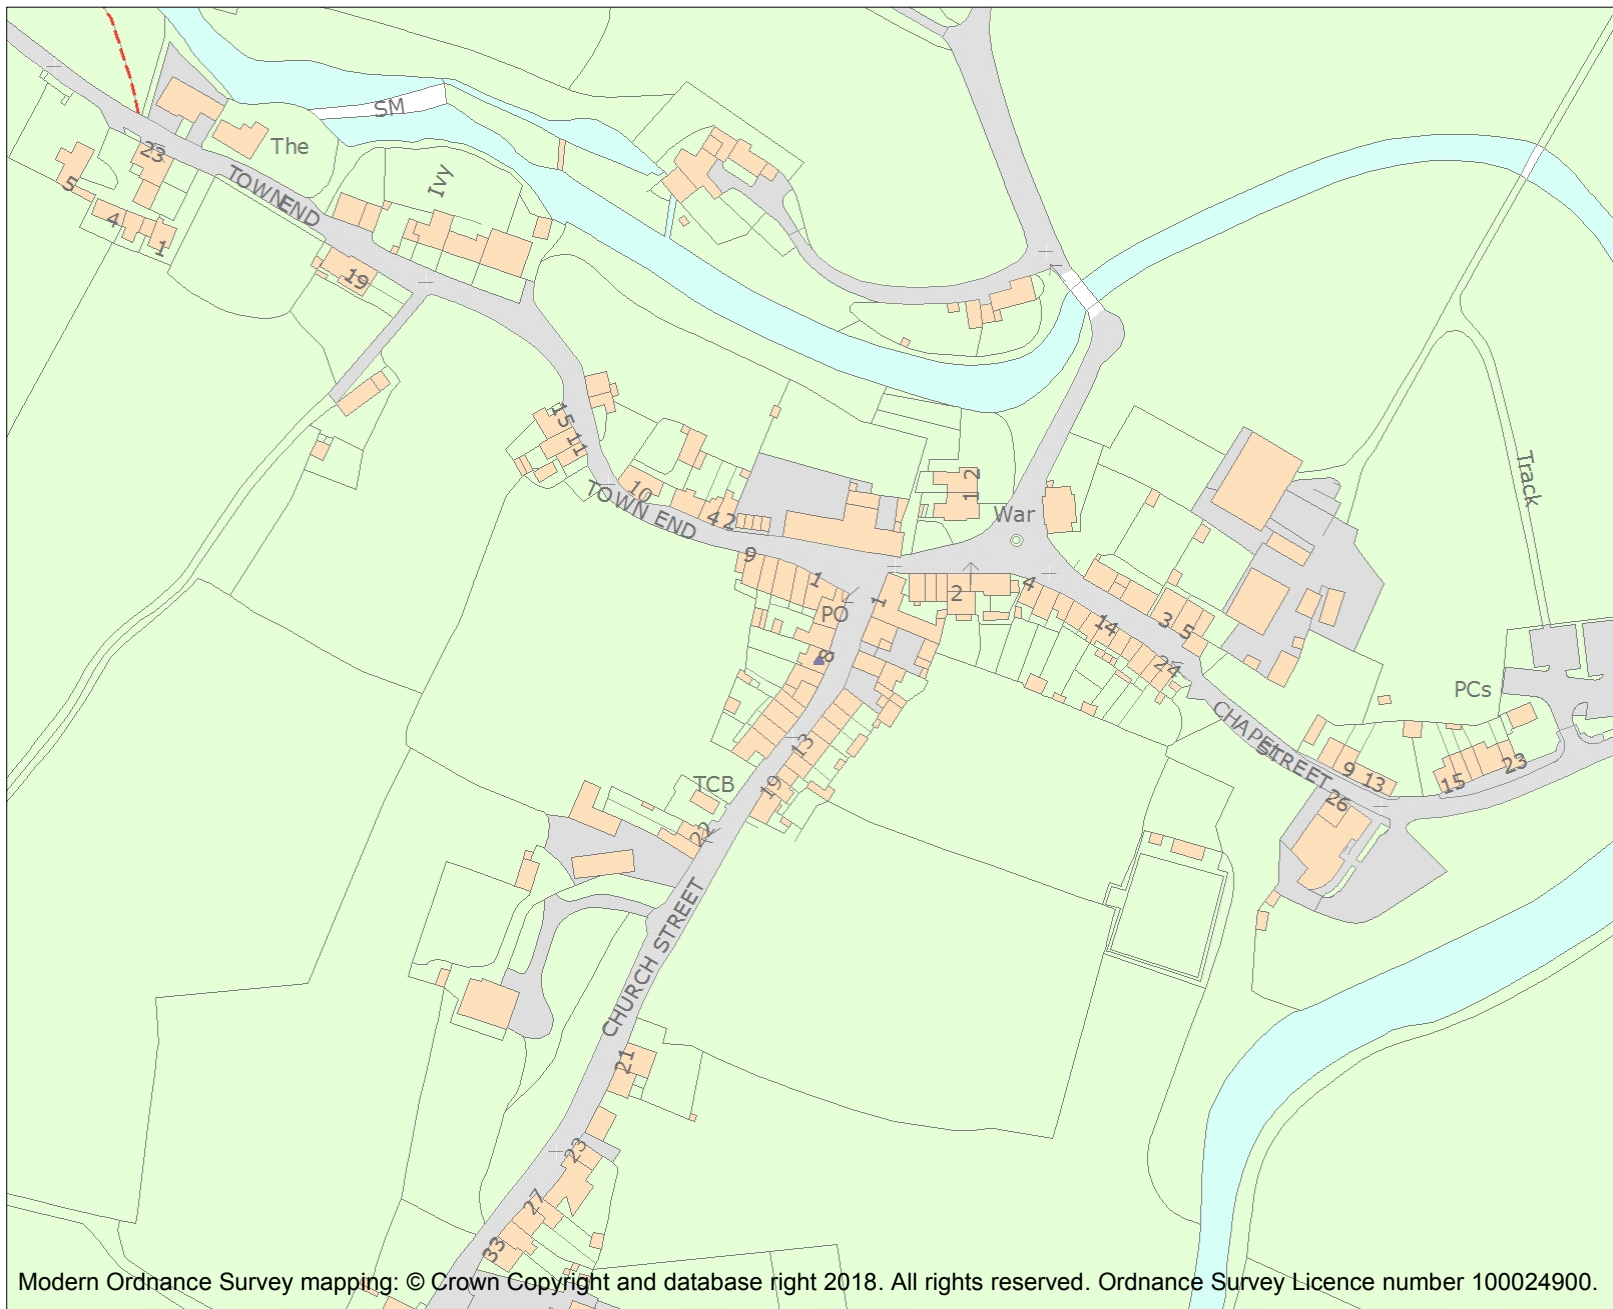 SM
The
23
Ivy
5
TOWN END
4
1
19
15
11
10
TOWN END
4
2
2
1
War
Track
9
1
PO
1
2
4
8
14
3
5
24
PCs
CHAPEL
STREET
13
9
13
15
23
TCB
19
26
22
CHURCH STREET
21
23
27
33
Modern Ordnance Survey mapping: © Crown Copyright and database right 2018. All rights reserved. Ordnance Survey Licence number 100024900.